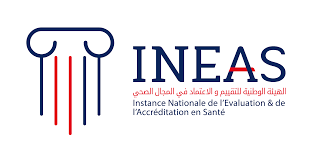 INEAS
الهيئة الوطنية للتقييم و الاعتماد في المجال الصحي
Instance Nationale de l'Evaluation & de
l'Accréditation en Santé